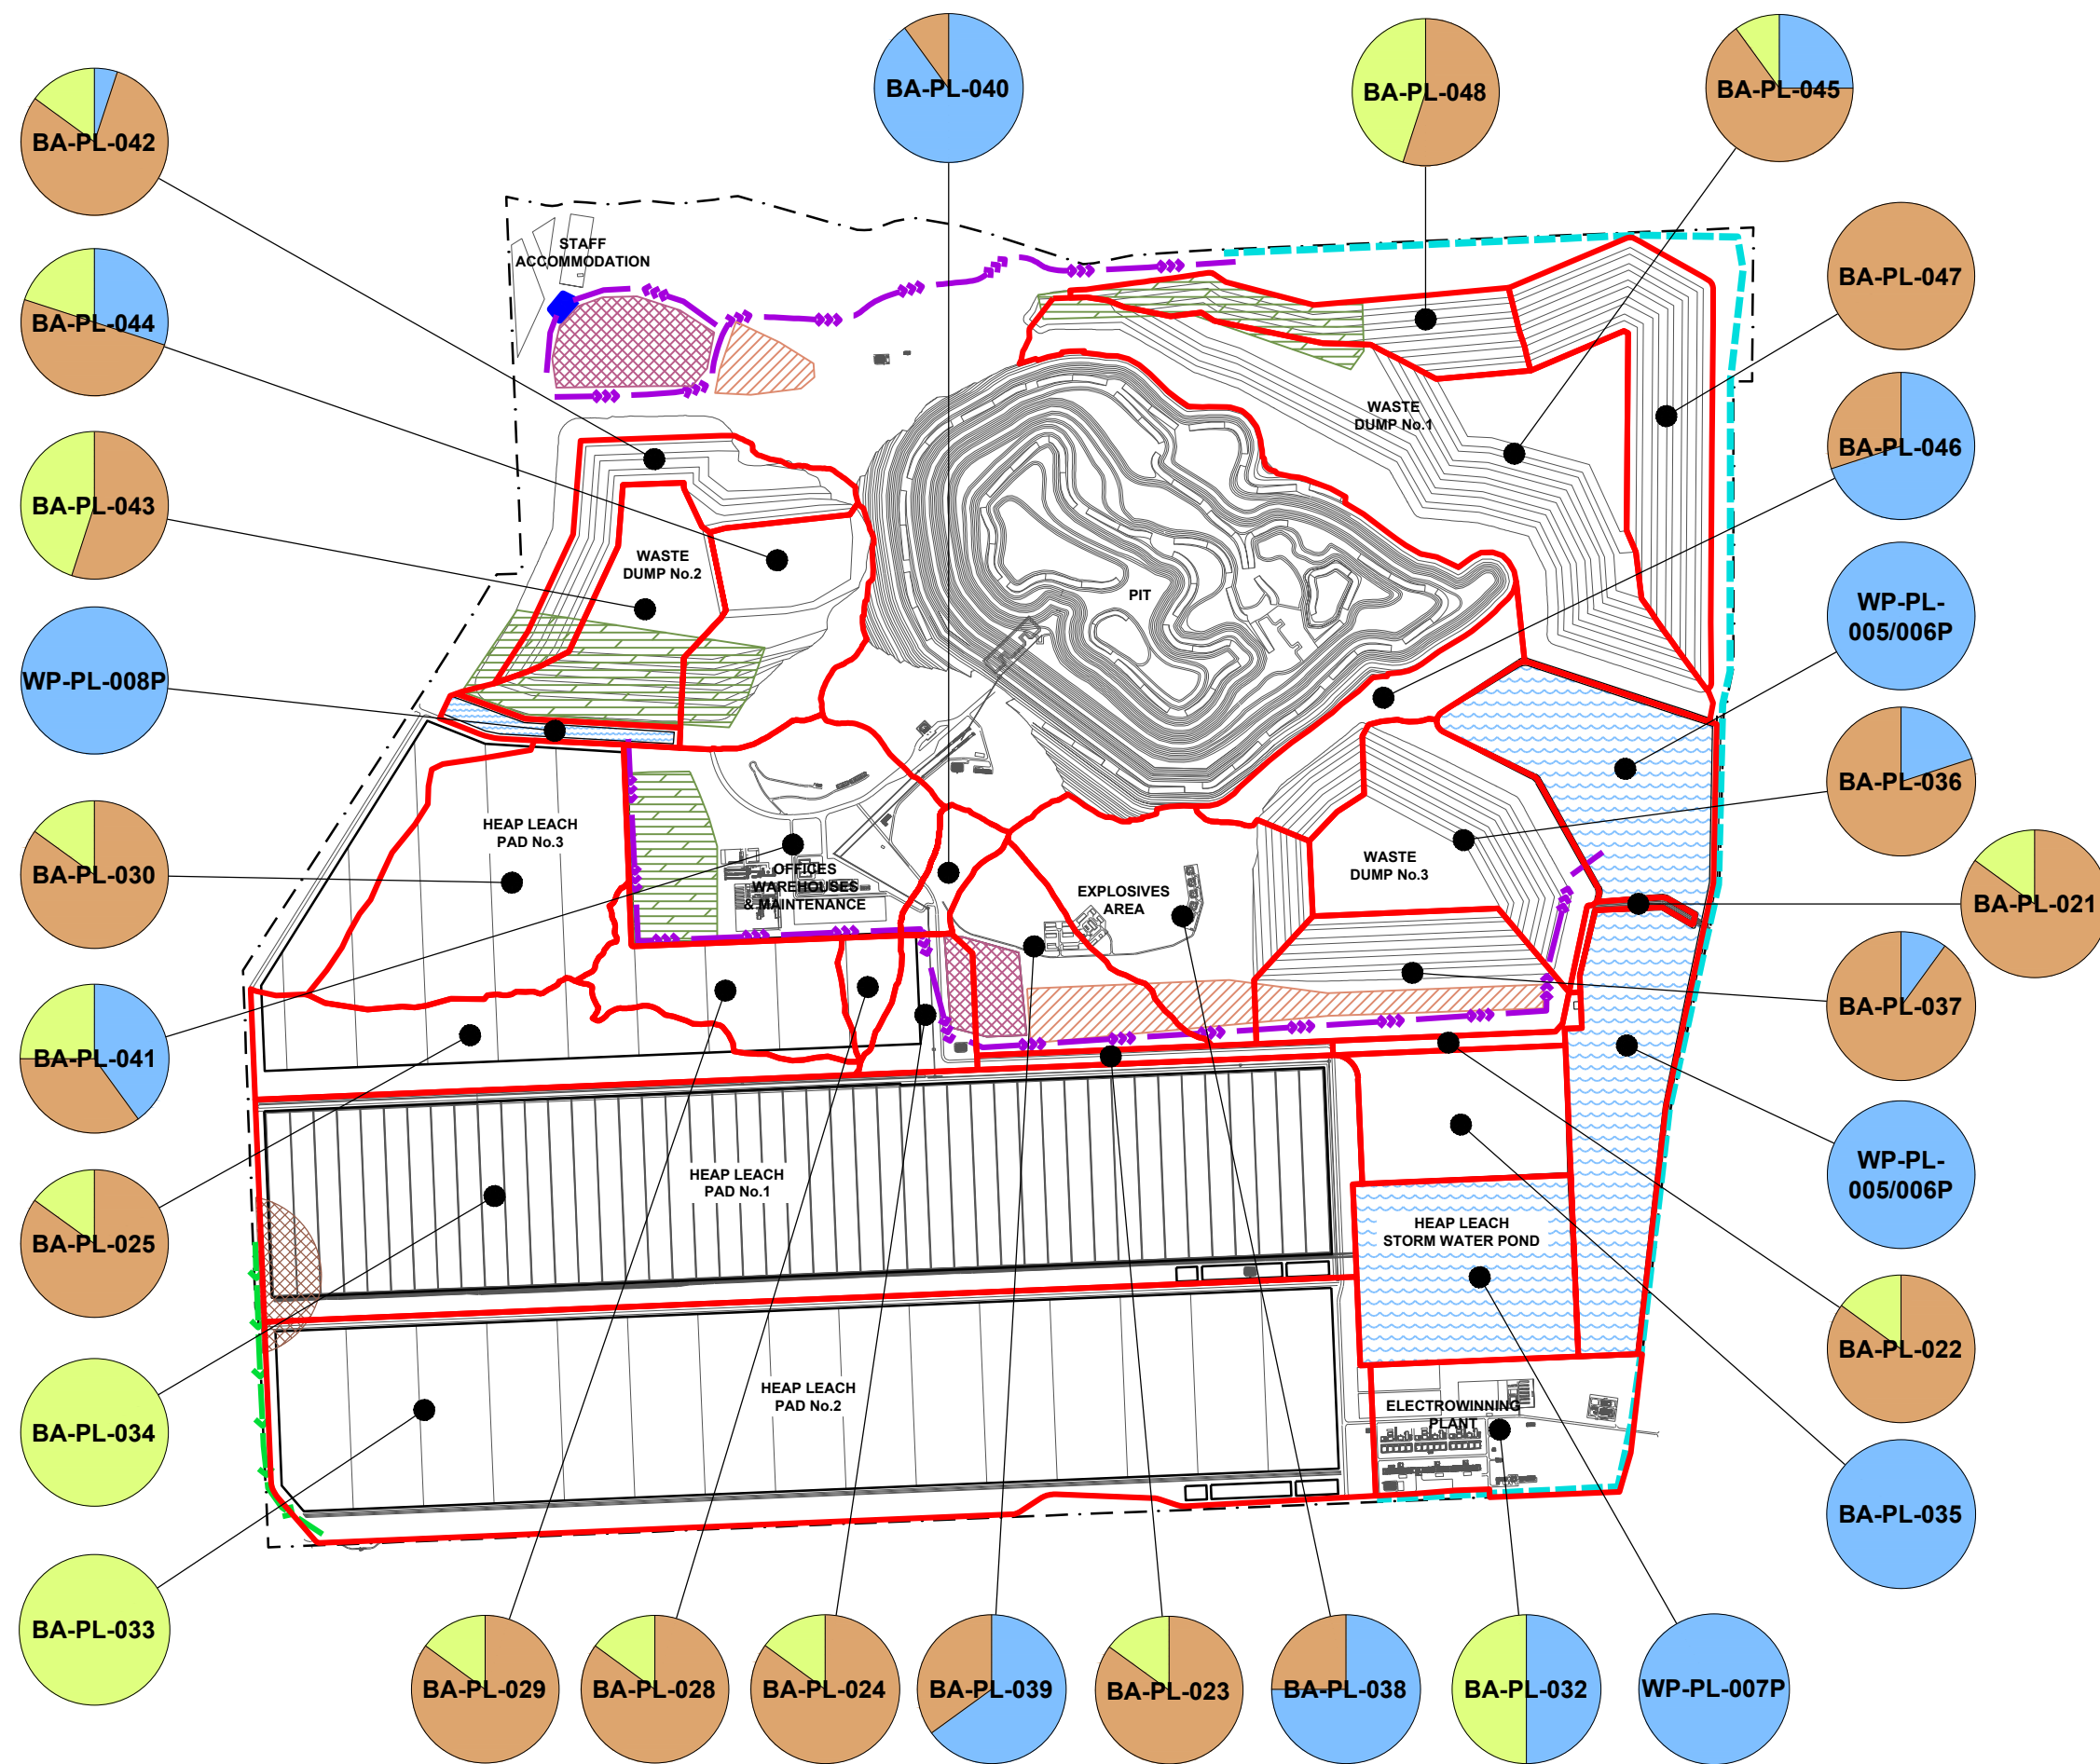 BA-PL-042
BA-PL-040
BA-PL-048
BA-PL-045
STAFF
ACCOMMODATION
BA-PL-047
BA-PL-044
WASTE
DUMP No.1
BA-PL-046
BA-PL-043
WASTE
DUMP No.2
PIT
WP-PL-
005/006P
WP-PL-008P
BA-PL-036
HEAP LEACH
PAD No.3
WASTE
DUMP No.3
BA-PL-030
OFFICES
WAREHOUSES
& MAINTENANCE
EXPLOSIVES
AREA
BA-PL-021
BA-PL-037
BA-PL-041
HEAP LEACH
PAD No.1
WP-PL-
005/006P
BA-PL-025
HEAP LEACH
STORM WATER POND
BA-PL-022
HEAP LEACH
PAD No.2
ELECTROWINNING
PLANT
BA-PL-034
BA-PL-035
BA-PL-033
BA-PL-029
BA-PL-028
BA-PL-024
BA-PL-039
BA-PL-023
BA-PL-038
BA-PL-032
WP-PL-007P